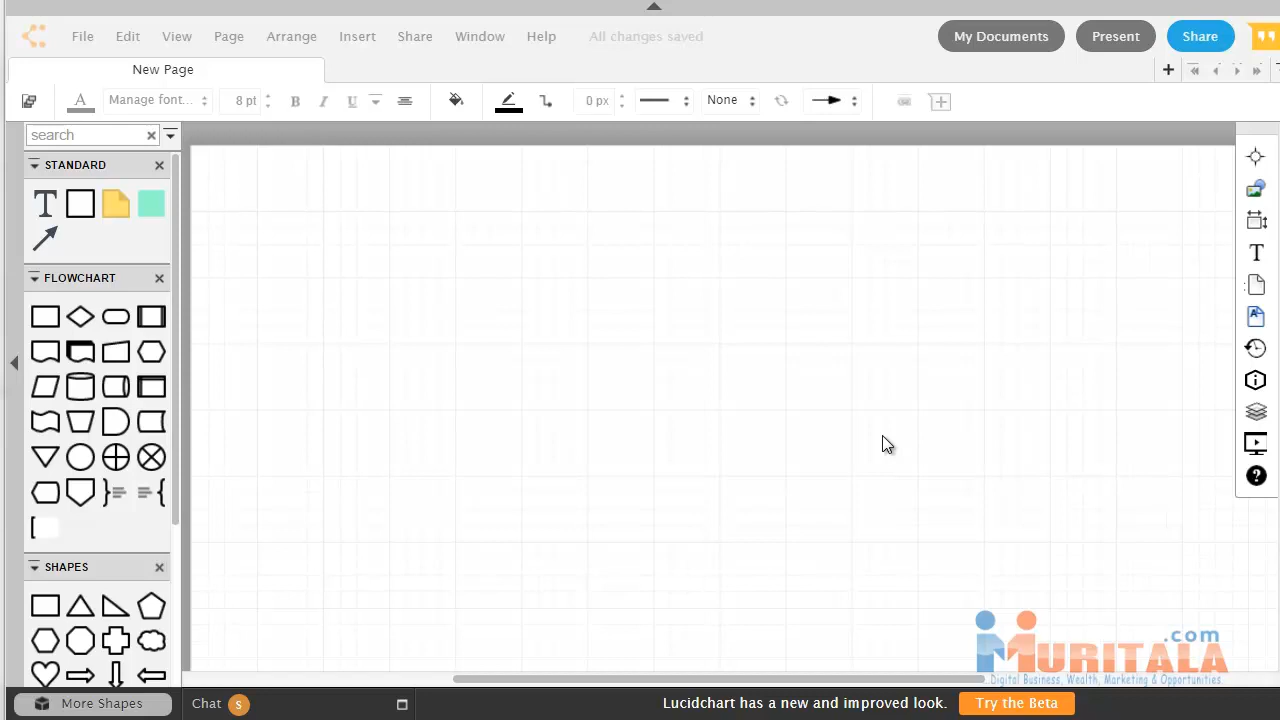 File Edit View Page Arrange Insert Share Window Help All changes saved My Documents Present Share
New Page
A Manage font... 8 pt B I U 0 px None
search
STANDARD
T
FLOWCHART
SHAPES
T
A
?
.com
MURITALA
Digital Business, Wealth, Marketing & Opportunities.
More Shapes Chat S Lucidchart has a new and improved look. Try the Beta